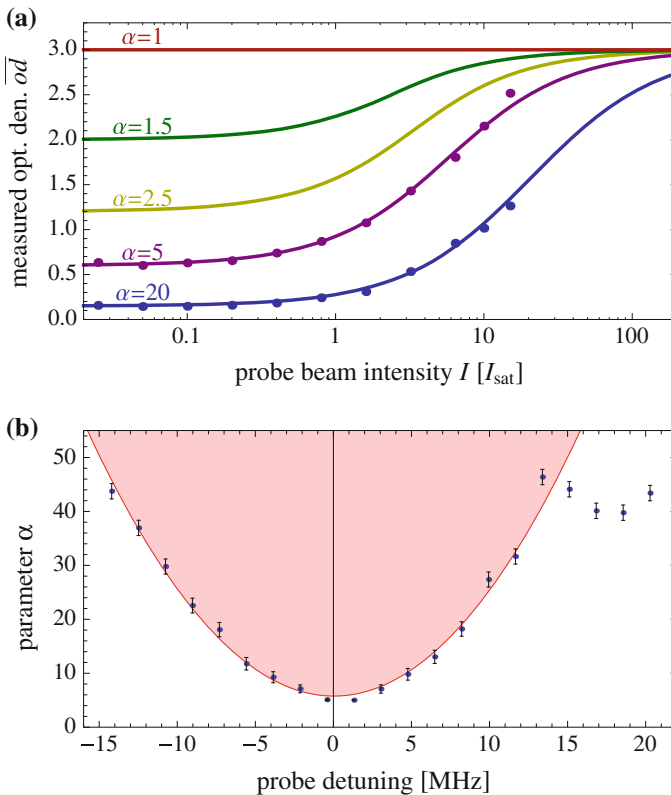 (a)
measured opt. den. od
3.0
2.5
2.0
1.5
1.0
0.5
0.0
α=1
α=1.5
α=2.5
α=5
α=20
0.1 1 10 100
probe beam intensity I [Isat]
(b)
parameter α
50
40
30
20
10
0
−15 −10 −5 0 5 10 15 20
probe detuning [MHz]